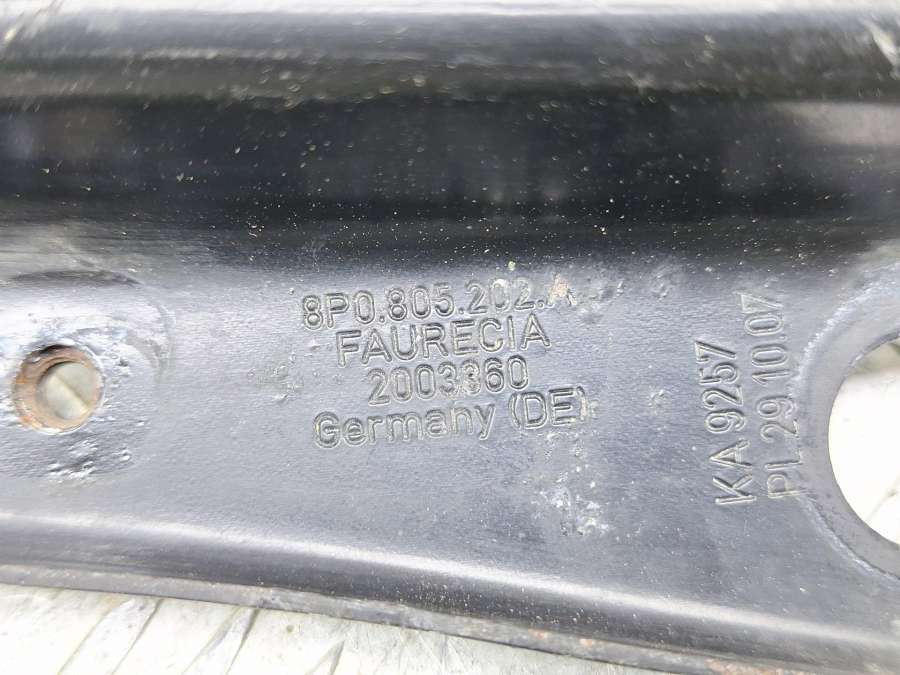 8P0.805.202.A
FAURECIA
2003360
Germany (DE)
KA 9257
PL 29 10.07